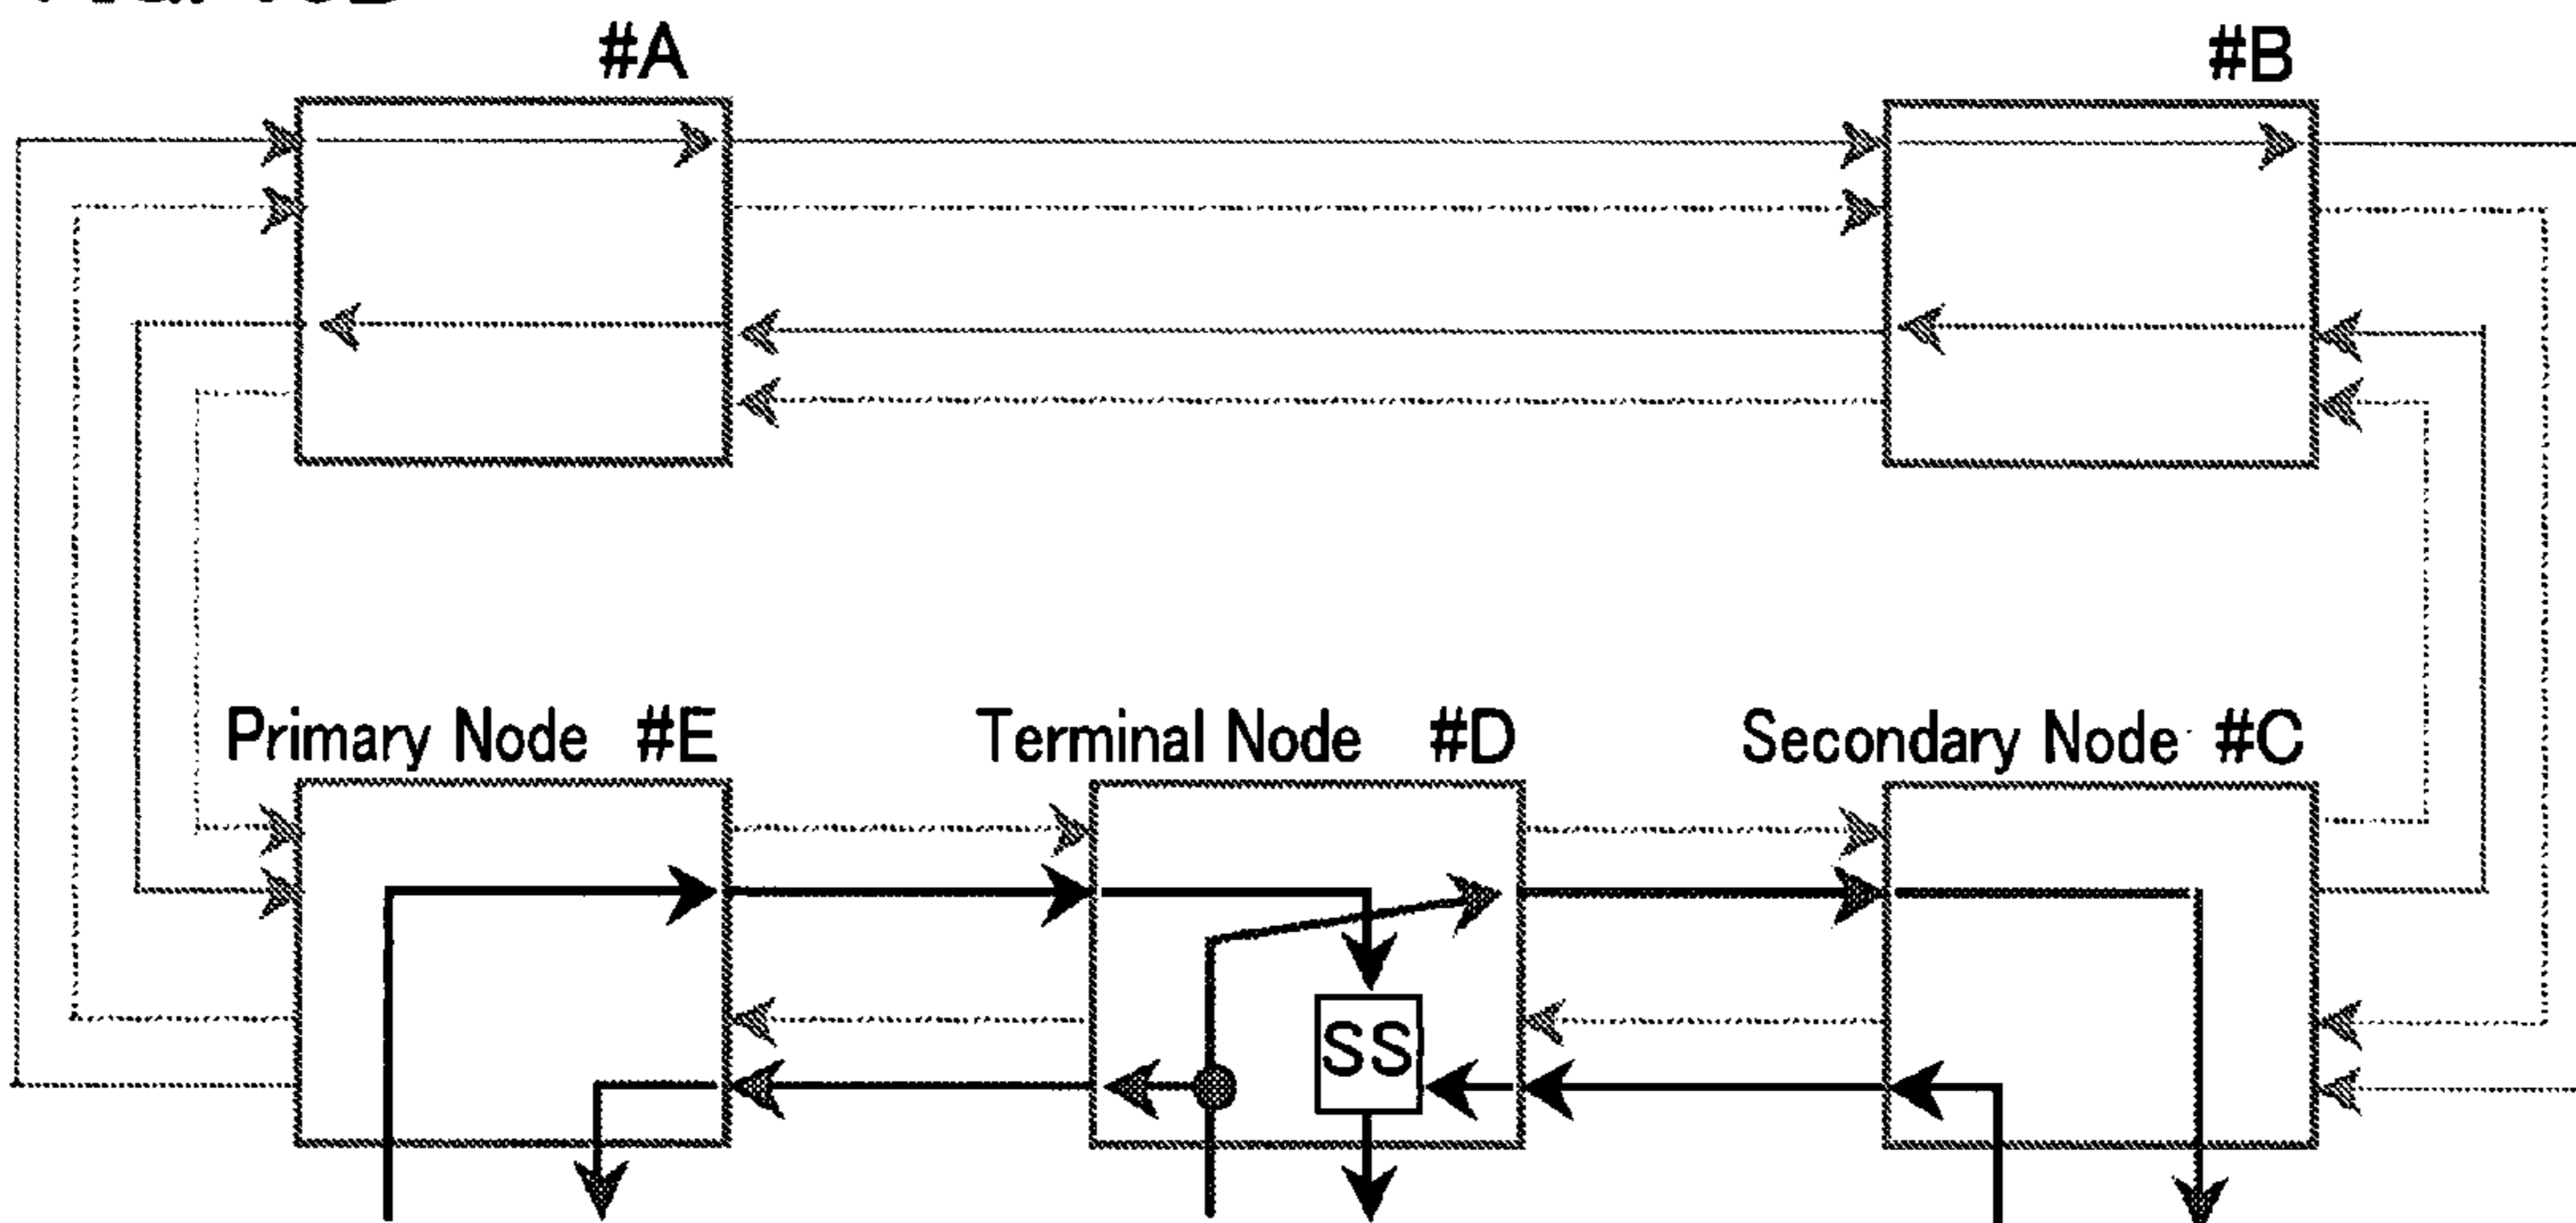 #A
#B
Primary Node #E
Terminal Node #D
Secondary Node #C
SS